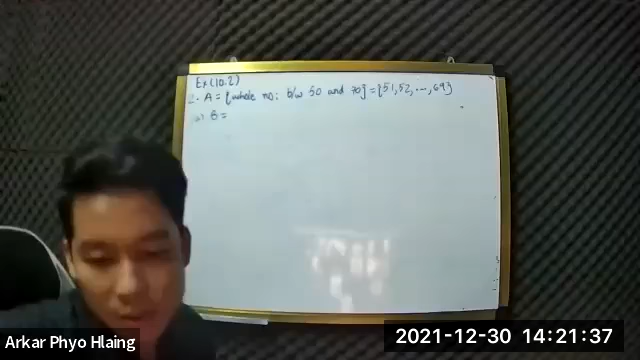 Ex(10.2)
2. A = {whole no: b/w 50 and 70} = {51,52, ..., 69}
a) B =
Arkar Phyo Hlaing
2021-12-30 14:21:37